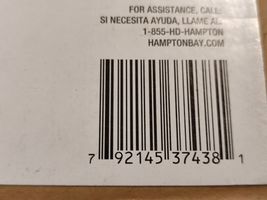 FOR ASSISTANCE, CALL:
SI NECESITA AYUDA, LLAME AL:
1-855-HD-HAMPTON
HAMPTONBAY.COM
7 92145 37438 1